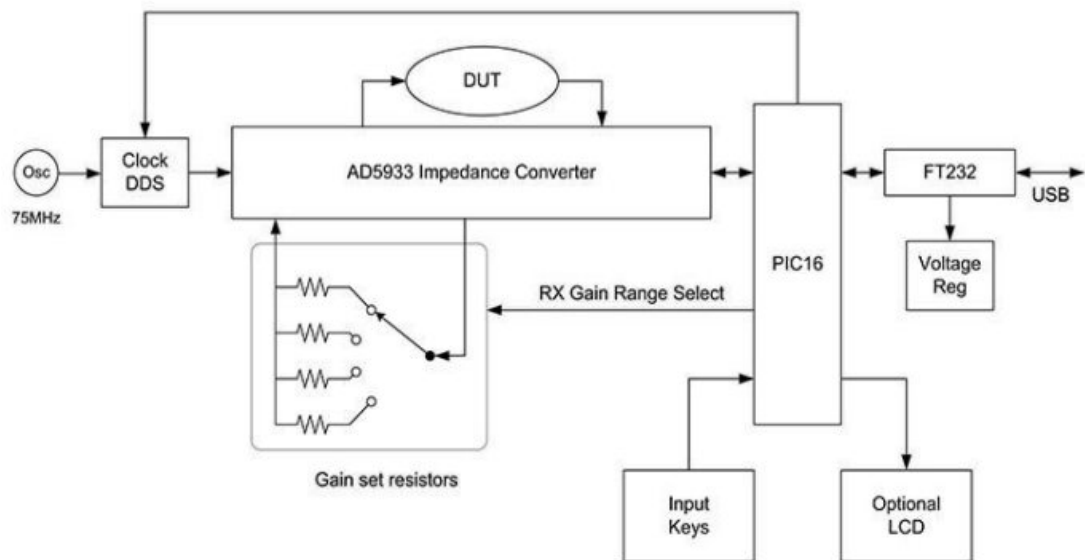 DUT
Osc
75MHz
Clock
DDS
AD5933 Impedance Converter
FT232
USB
PIC16
Voltage
Reg
RX Gain Range Select
Gain set resistors
Input
Keys
Optional
LCD